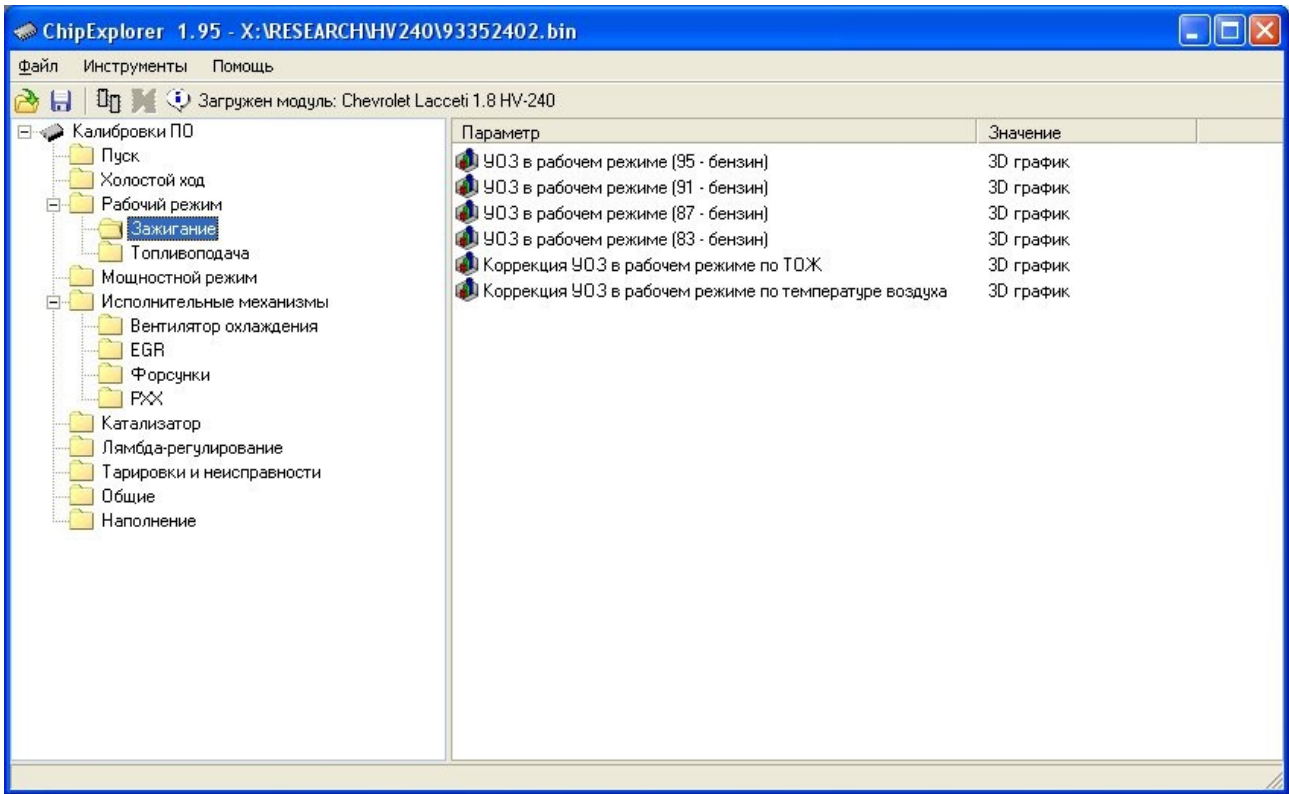 ChipExplorer 1.95 - X:\RESEARCH\HV240\93352402.bin
Файл Инструменты Помощь
Загружен модуль: Chevrolet Lacetti 1.8 HV-240
Калибровки ПО
Пуск
Холостой ход
Рабочий режим
Зажигание
Топливоподача
Мощностной режим
Исполнительные механизмы
Вентилятор охлаждения
EGR
Форсунки
РХХ
Катализатор
Лямбда-регулирование
Тарировки и неисправности
Общие
Наполнение
Параметр Значение
УОЗ в рабочем режиме (95 - бензин) 3D график
УОЗ в рабочем режиме (91 - бензин) 3D график
УОЗ в рабочем режиме (87 - бензин) 3D график
УОЗ в рабочем режиме (83 - бензин) 3D график
Коррекция УОЗ в рабочем режиме по ТОЖ 3D график
Коррекция УОЗ в рабочем режиме по температуре воздуха 3D график